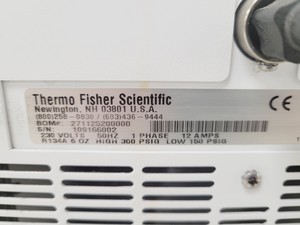 Thermo Fisher Scientific
Newington, NH 03801 U.S.A.
(800)258-0830 / (603)436-9444
BOM#: 271125200000
S/N: 109166002
230 VOLTS 50HZ 1 PHASE 12 AMPS
R134A 6 OZ HIGH 300 PSIG LOW 150 PSIG
CE